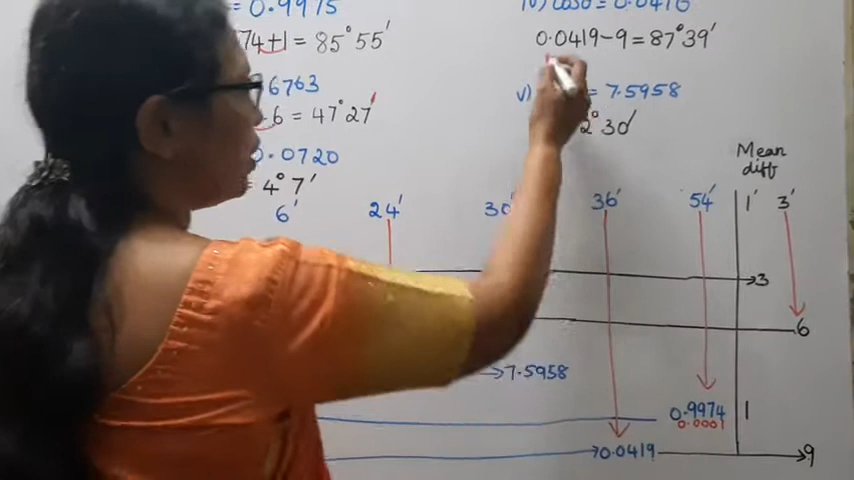 0.9975
74+1 = 85°55'
6763
.6 = 47°27'
0.0720
4°7'
iv) cosθ = 0.0410
0.0419-9 = 87°39'
v) = 7.5958
2°30'
Mean diff
6' 24' 30' 36' 54' 1' 3'
→3
6
→7.5958
0.9974 1
0.0001
→0.0419 →9